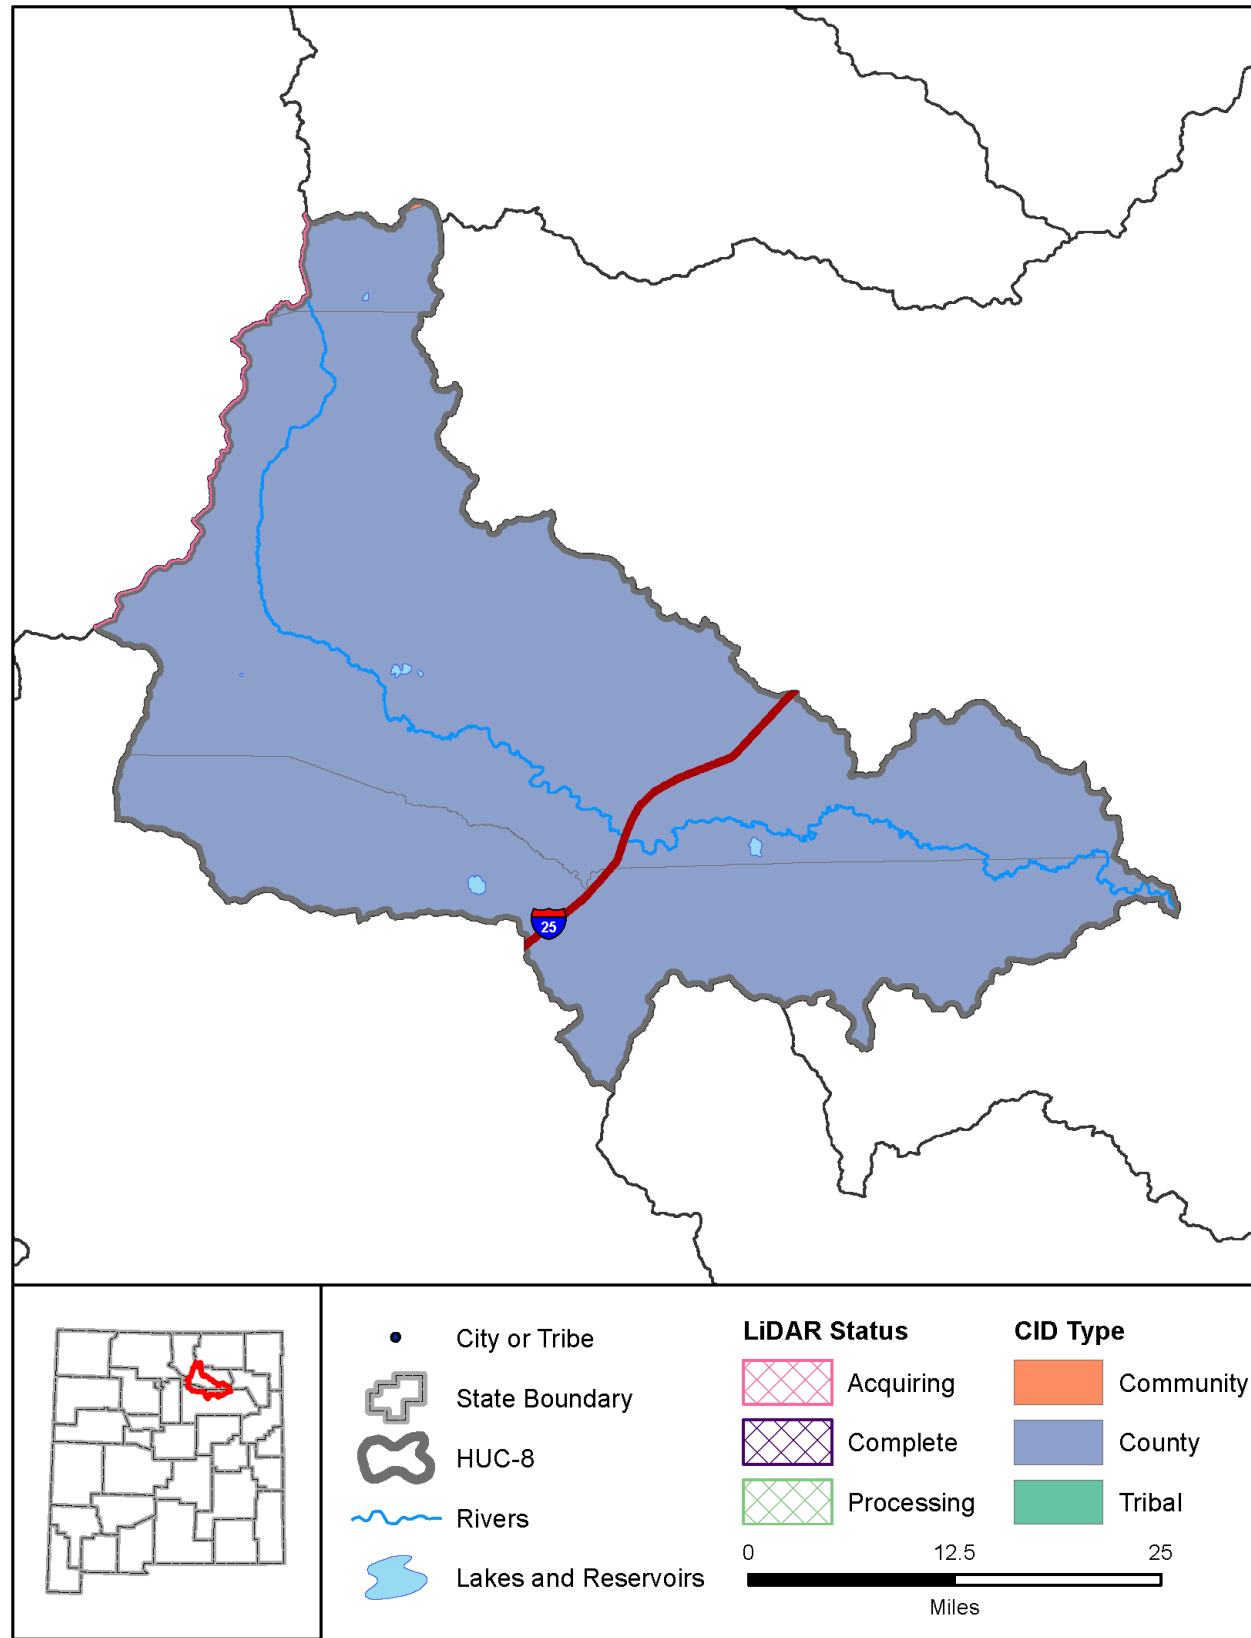 25
City or Tribe
State Boundary
HUC-8
Rivers
Lakes and Reservoirs
LiDAR Status
Acquiring
Complete
Processing
CID Type
Community
County
Tribal
0 12.5 25
Miles